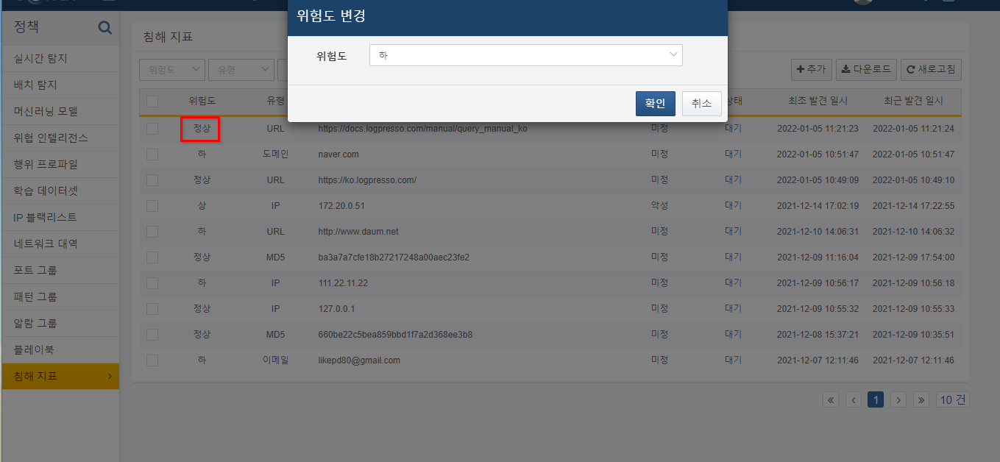 위험도 변경
위험도
하
확인
취소
정책
실시간 탐지
배치 탐지
머신러닝 모델
위협 인텔리전스
행위 프로파일
학습 데이터셋
IP 블랙리스트
네트워크 대역
포트 그룹
패턴 그룹
알람 그룹
플레이북
침해 지표
침해 지표
위험도 유형
추가 다운로드 새로고침
위험도 유형 상태 최초 발견 일시 최근 발견 일시
정상 URL https://docs.logpresso.com/manual/query_manual_ko 미정 대기 2022-01-05 11:21:23 2022-01-05 11:21:24
하 도메인 naver.com 미정 대기 2022-01-05 10:51:47 2022-01-05 10:51:47
정상 URL https://ko.logpresso.com/ 미정 대기 2022-01-05 10:49:09 2022-01-05 10:49:10
상 IP 172.20.0.51 악성 대기 2021-12-14 17:02:19 2021-12-14 17:22:55
하 URL http://www.daum.net 미정 대기 2021-12-10 14:06:31 2021-12-10 14:06:32
정상 MD5 ba3a7a7cfe18b27217248a00aec23fe2 미정 대기 2021-12-09 11:16:04 2021-12-09 17:54:00
하 IP 111.22.11.22 미정 대기 2021-12-09 10:56:17 2021-12-09 10:56:18
정상 IP 127.0.0.1 미정 대기 2021-12-09 10:55:32 2021-12-09 10:55:33
정상 MD5 660be22c5bea859bbd1f7a2d368ee3b8 미정 대기 2021-12-08 15:37:21 2021-12-09 10:35:51
하 이메일 likepd80@gmail.com 미정 대기 2021-12-07 12:11:46 2021-12-07 12:11:46
« ‹ 1 › » 10 건